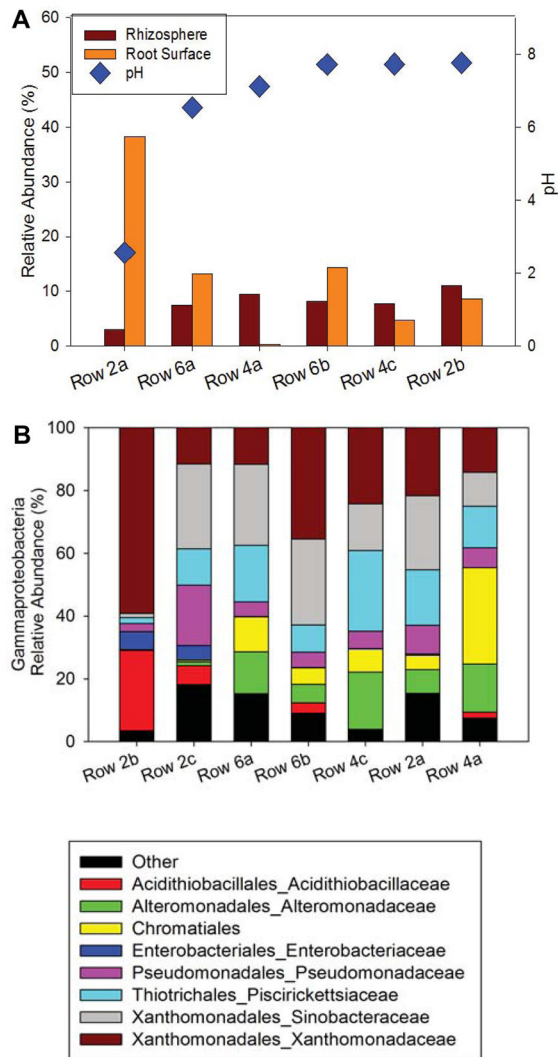 A
60
50
40
30
20
10
0
Relative Abundance (%)
Rhizosphere
Root Surface
pH
8
6
4
2
0
pH
Row 2a Row 6a Row 4a Row 6b Row 4c Row 2b
B
100
80
60
40
20
0
Gammaproteobacteria
Relative Abundance (%)
Row 2b Row 2c Row 6a Row 6b Row 4c Row 2a Row 4a
Other
Acidithiobacillales_Acidithiobacillaceae
Alteromonadales_Alteromonadaceae
Chromatiales
Enterobacteriales_Enterobacteriaceae
Pseudomonadales_Pseudomonadaceae
Thiotrichales_Piscirickettsiaceae
Xanthomonadales_Sinobacteraceae
Xanthomonadales_Xanthomonadaceae